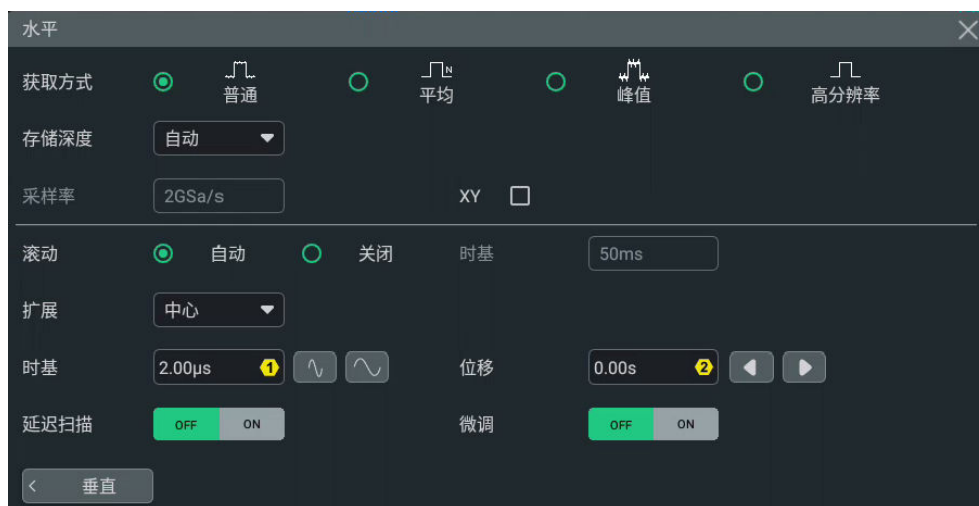 水平
获取方式 普通 N 平均 峰值 高分辨率
存储深度 自动
采样率 2GSa/s XY
滚动 自动 关闭 时基 50ms
扩展 中心
时基 2.00μs 1 位移 0.00s 2
延迟扫描 OFF ON 微调 OFF ON
垂直